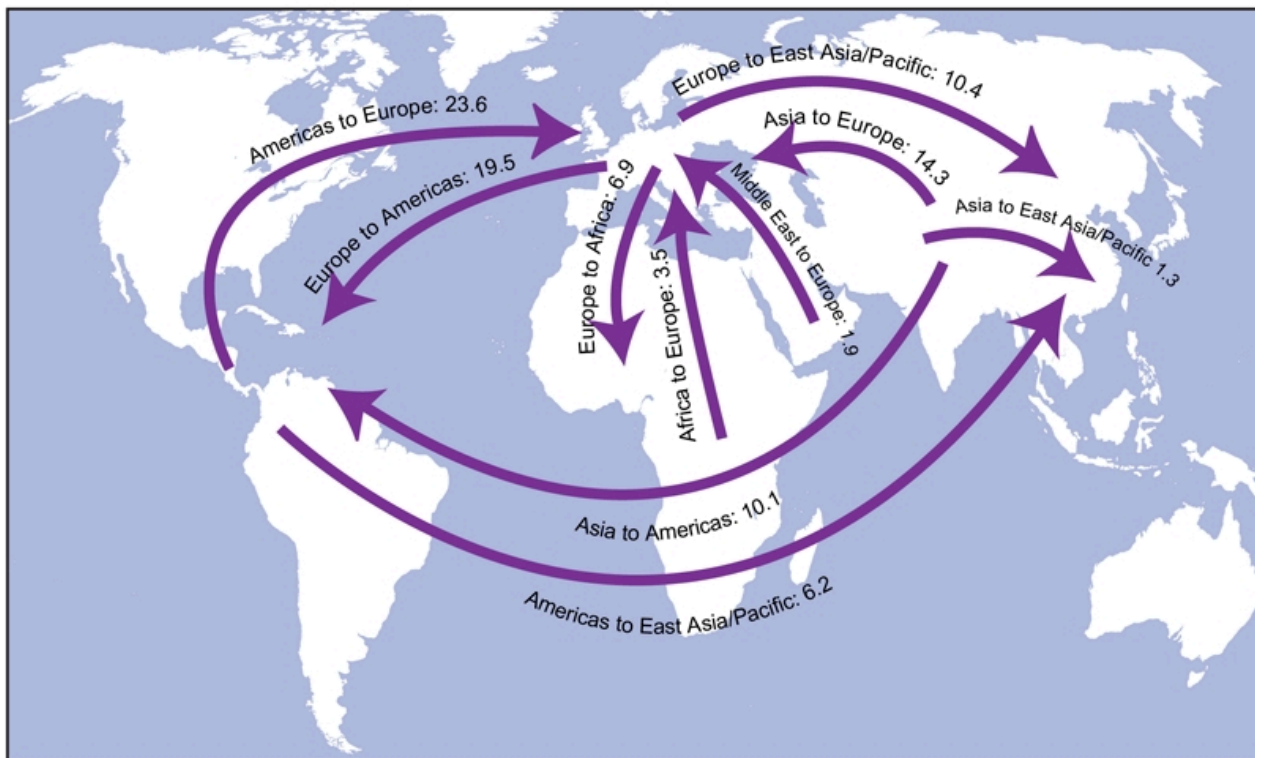 Europe to East Asia/Pacific: 10.4
Americas to Europe: 23.6
Asia to Europe: 14.3
Europe to Americas: 19.5
Europe to Africa: 6.9
Middle East to Europe: 1.9
Asia to East Asia/Pacific 1.3
Africa to Europe: 3.5
Asia to Americas: 10.1
Americas to East Asia/Pacific: 6.2